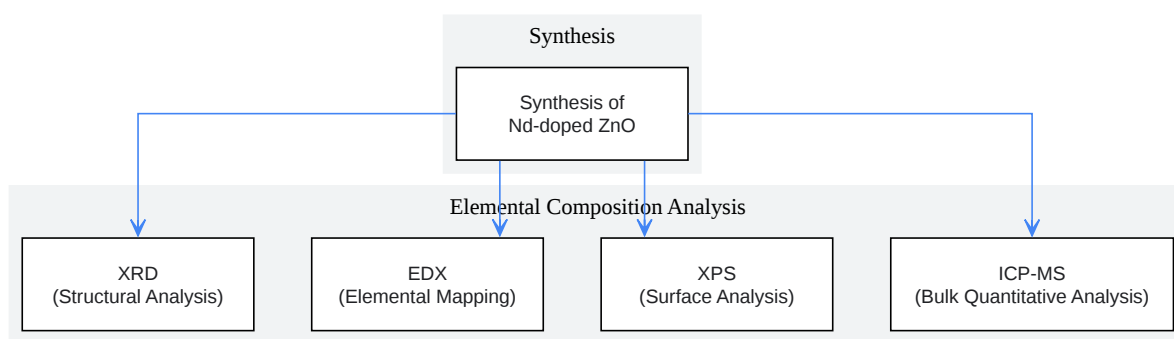 Synthesis
Synthesis of
Nd-doped ZnO
Elemental Composition Analysis
XRD
(Structural Analysis)
EDX
(Elemental Mapping)
XPS
(Surface Analysis)
ICP-MS
(Bulk Quantitative Analysis)